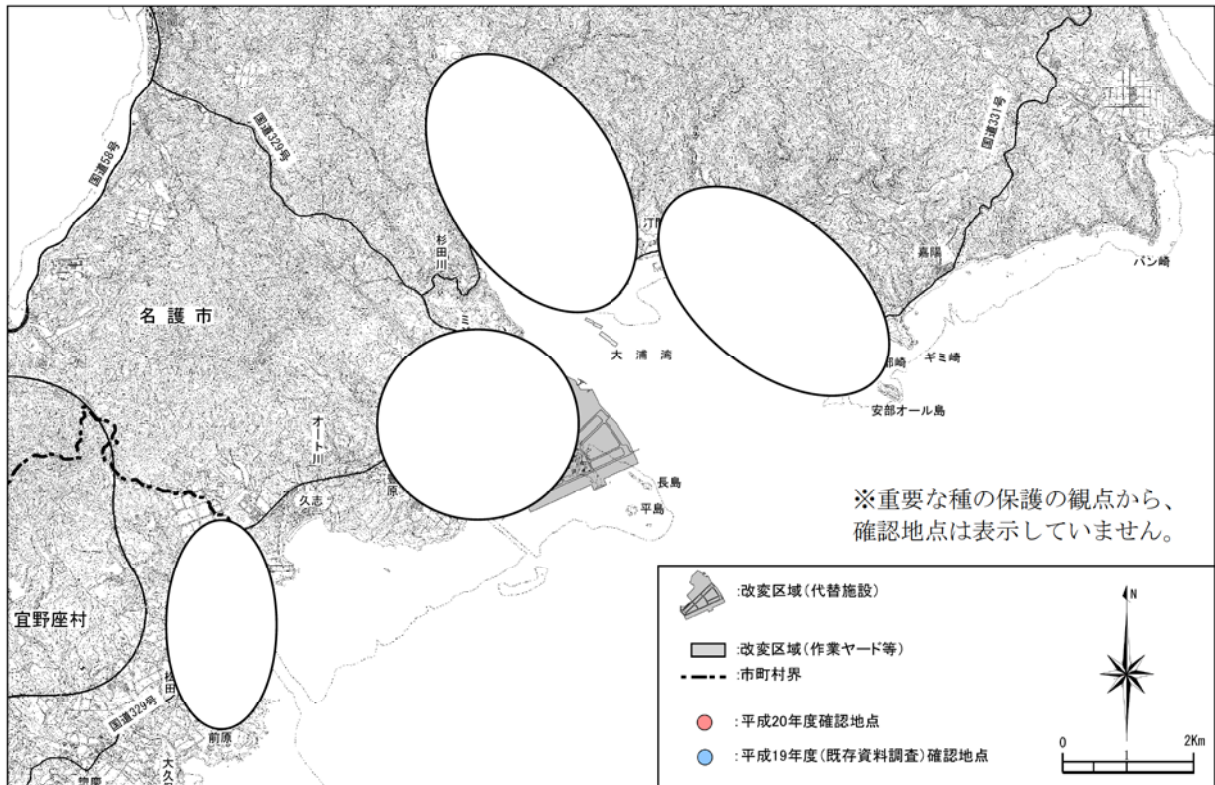 国道58号
国道329号
国道331号
杉田川
汀間
嘉陽
バン崎
名護市
大浦湾
ギミ崎
部崎
安部オール島
オート川
久志
長島
平島
※重要な種の保護の観点から、
確認地点は表示していません。
宜野座村
松田
国道329号
前原
大久
惣慶
:改変区域(代替施設)
:改変区域(作業ヤード等)
:市町村界
:平成20年度確認地点
:平成19年度(既存資料調査)確認地点
N
0 1 2Km